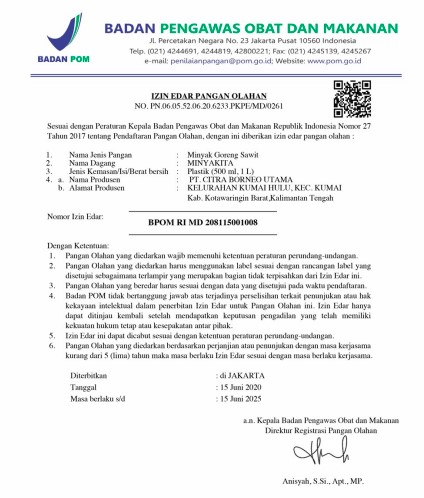 BADAN POM
BADAN PENGAWAS OBAT DAN MAKANAN
Jl. Percetakan Negara No. 23 Jakarta Pusat 10560 Indonesia
Telp. (021) 4244691, 4244819, 42800221; Fax: (021) 4245139, 4245267
e-mail: penilaianpangan@pom.go.id; Website: www.pom.go.id
IZIN EDAR PANGAN OLAHAN
NO. PN.06.05.52.06.20.6233.PKPE/MD/0261
Sesuai dengan Peraturan Kepala Badan Pengawas Obat dan Makanan Republik Indonesia Nomor 27
Tahun 2017 tentang Pendaftaran Pangan Olahan, dengan ini diberikan izin edar pangan olahan :
1. Nama Jenis Pangan : Minyak Goreng Sawit
2. Nama Dagang : MINYAKITA
3. Jenis Kemasan/Isi/Berat bersih : Plastik (500 ml, 1 L)
4. a. Nama Produsen : PT. CITRA BORNEO UTAMA
b. Alamat Produsen : KELURAHAN KUMAI HULU, KEC. KUMAI
Kab. Kotawaringin Barat,Kalimantan Tengah
Nomor Izin Edar:
BPOM RI MD 208115001008
Dengan Ketentuan:
1. Pangan Olahan yang diedarkan wajib memenuhi ketentuan peraturan perundang-undangan.
2. Pangan Olahan yang diedarkan harus menggunakan label sesuai dengan rancangan label yang
disetujui sebagaimana terlampir yang merupakan bagian tidak terpisahkan dari Izin Edar ini.
3. Pangan Olahan yang beredar harus sesuai dengan data yang disetujui pada waktu pendaftaran.
4. Badan POM tidak bertanggung jawab atas terjadinya perselisihan terkait penunjukan atau hak
kekayaan intelektual dalam penerbitan Izin Edar untuk Pangan Olahan ini. Izin Edar hanya
dapat ditinjau kembali setelah mendapatkan keputusan pengadilan yang telah memiliki
kekuatan hukum tetap atau kesepakatan antar pihak.
5. Izin Edar ini dapat dicabut sesuai dengan ketentuan peraturan perundang-undangan.
6. Pangan Olahan yang diedarkan berdasarkan perjanjian atau penunjukan dengan masa kerjasama
kurang dari 5 (lima) tahun maka masa berlaku Izin Edar sesuai dengan masa berlaku kerjasama.
Diterbitkan : di JAKARTA
Tanggal : 15 Juni 2020
Masa berlaku s/d : 15 Juni 2025
a.n. Kepala Badan Pengawas Obat dan Makanan
Direktur Registrasi Pangan Olahan
Anisyah, S.Si., Apt., MP.